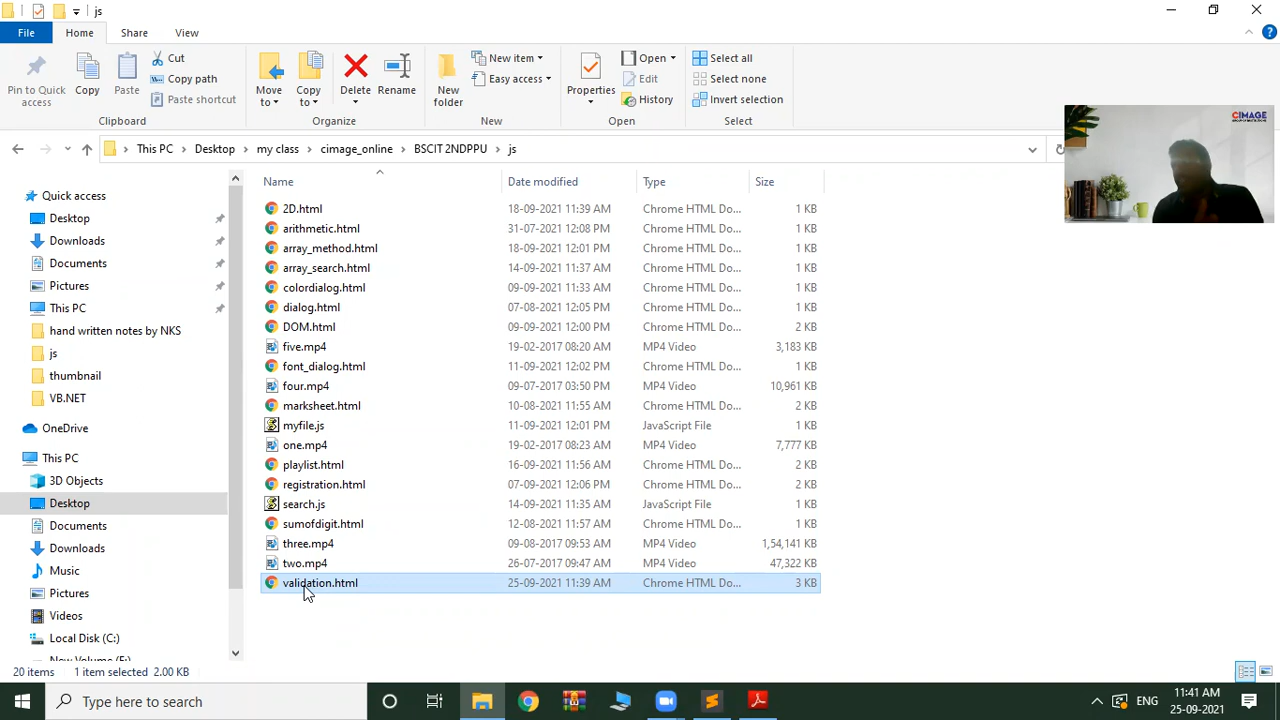 js
File Home Share View
Pin to Quick access
Copy
Paste
Cut
Copy path
Paste shortcut
Clipboard
Move to
Copy to
Delete
Rename
Organize
New folder
New item
Easy access
New
Properties
Open
Edit
History
Open
Select all
Select none
Invert selection
Select
This PC Desktop my class cimage_online BSCIT 2NDPPU js
CIMAGE
Quick access
Desktop
Downloads
Documents
Pictures
This PC
hand written notes by NKS
js
thumbnail
VB.NET
OneDrive
This PC
3D Objects
Desktop
Documents
Downloads
Music
Pictures
Videos
Local Disk (C:)
Name Date modified Type Size
2D.html 18-09-2021 11:39 AM Chrome HTML Do... 1 KB
arithmetic.html 31-07-2021 12:08 PM Chrome HTML Do... 1 KB
array_method.html 18-09-2021 12:01 PM Chrome HTML Do... 1 KB
array_search.html 14-09-2021 11:37 AM Chrome HTML Do... 1 KB
colordialog.html 09-09-2021 11:33 AM Chrome HTML Do... 1 KB
dialog.html 07-08-2021 12:05 PM Chrome HTML Do... 1 KB
DOM.html 09-09-2021 12:00 PM Chrome HTML Do... 2 KB
five.mp4 19-02-2017 08:20 AM MP4 Video 3,183 KB
font_dialog.html 11-09-2021 12:02 PM Chrome HTML Do... 1 KB
four.mp4 09-07-2017 03:50 PM MP4 Video 10,961 KB
marksheet.html 10-08-2021 11:55 AM Chrome HTML Do... 2 KB
myfile.js 11-09-2021 12:01 PM JavaScript File 1 KB
one.mp4 19-02-2017 08:23 AM MP4 Video 7,777 KB
playlist.html 16-09-2021 11:56 AM Chrome HTML Do... 2 KB
registration.html 07-09-2021 12:06 PM Chrome HTML Do... 2 KB
search.js 14-09-2021 11:35 AM JavaScript File 1 KB
sumofdigit.html 12-08-2021 11:57 AM Chrome HTML Do... 1 KB
three.mp4 09-08-2017 09:53 AM MP4 Video 1,54,141 KB
two.mp4 26-07-2017 09:47 AM MP4 Video 47,322 KB
validation.html 25-09-2021 11:39 AM Chrome HTML Do... 3 KB
20 items 1 item selected 2.00 KB
Type here to search
ENG
11:41 AM
25-09-2021